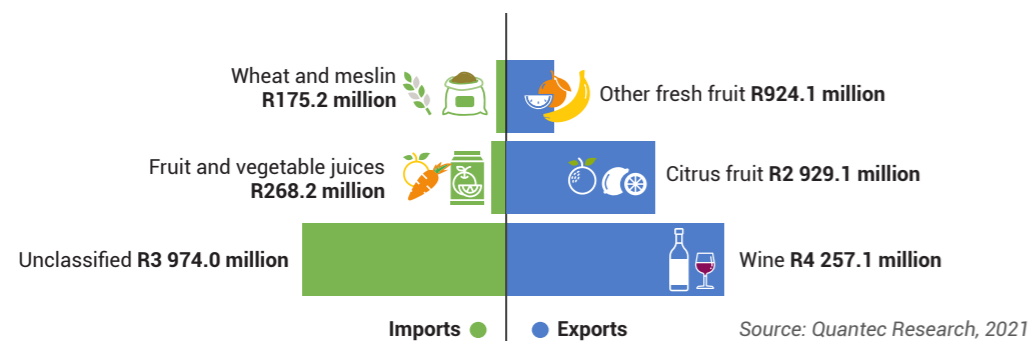 Wheat and meslin
R175.2 million
Other fresh fruit R924.1 million
Fruit and vegetable juices
R268.2 million
Citrus fruit R2 929.1 million
Unclassified R3 974.0 million
Wine R4 257.1 million
Imports
Exports
Source: Quantec Research, 2021